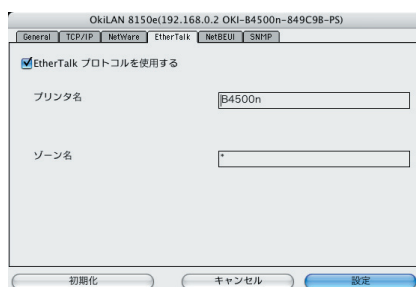 OkiLAN 8150e(192.168.0.2 OKI-B4500n-849C9B-PS)
General TCP/IP NetWare EtherTalk NetBEUI SNMP
EtherTalk プロトコルを使用する
プリンタ名 B4500n
ゾーン名 *
初期化 キャンセル 設定